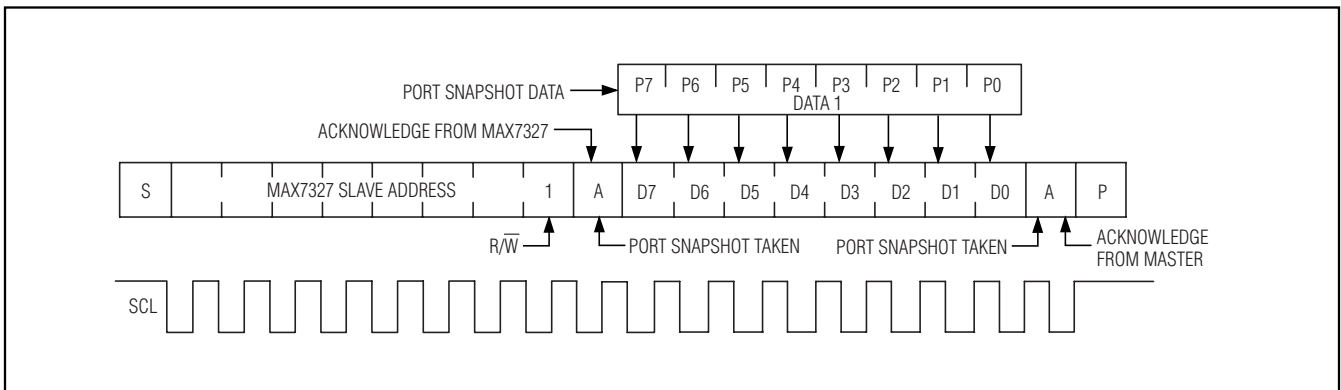 P7 P6 P5 P4 P3 P2 P1 P0
PORT SNAPSHOT DATA
DATA 1
ACKNOWLEDGE FROM MAX7327
S MAX7327 SLAVE ADDRESS 1 A D7 D6 D5 D4 D3 D2 D1 D0 A P
R/W̅ PORT SNAPSHOT TAKEN PORT SNAPSHOT TAKEN ACKNOWLEDGE
FROM MASTER
SCL